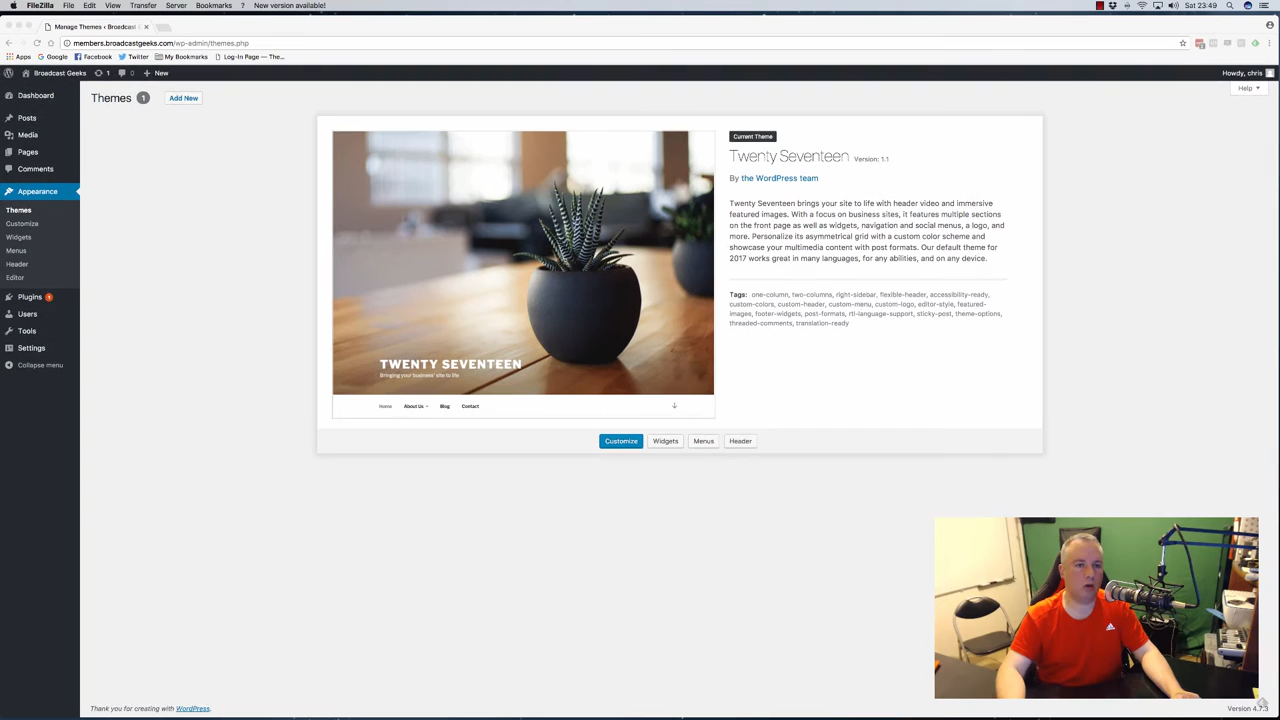 FileZilla File Edit View Transfer Server Bookmarks ? New version available! Sat 23:49
Manage Themes ‹ Broadcast
members.broadcastgeeks.com/wp-admin/themes.php
Apps Google Facebook Twitter My Bookmarks Log-In Page — The...
Broadcast Geeks 1 0 New Howdy, chris
Help
Dashboard
Posts
Media
Pages
Comments
Appearance
Themes
Customize
Widgets
Menus
Header
Editor
Plugins 1
Users
Tools
Settings
Collapse menu
Themes 1 Add New
TWENTY SEVENTEEN
Bringing your business' site to life
Home About Us Blog Contact
Current Theme
Twenty Seventeen Version: 1.1
By the WordPress team
Twenty Seventeen brings your site to life with header video and immersive
featured images. With a focus on business sites, it features multiple sections
on the front page as well as widgets, navigation and social menus, a logo, and
more. Personalize its asymmetrical grid with a custom color scheme and
showcase your multimedia content with post formats. Our default theme for
2017 works great in many languages, for any abilities, and on any device.
Tags: one-column, two-columns, right-sidebar, flexible-header, accessibility-ready,
custom-colors, custom-header, custom-menu, custom-logo, editor-style, featured-
images, footer-widgets, post-formats, rtl-language-support, sticky-post, theme-options,
threaded-comments, translation-ready
Customize Widgets Menus Header
Thank you for creating with WordPress.
Version 4.7.3